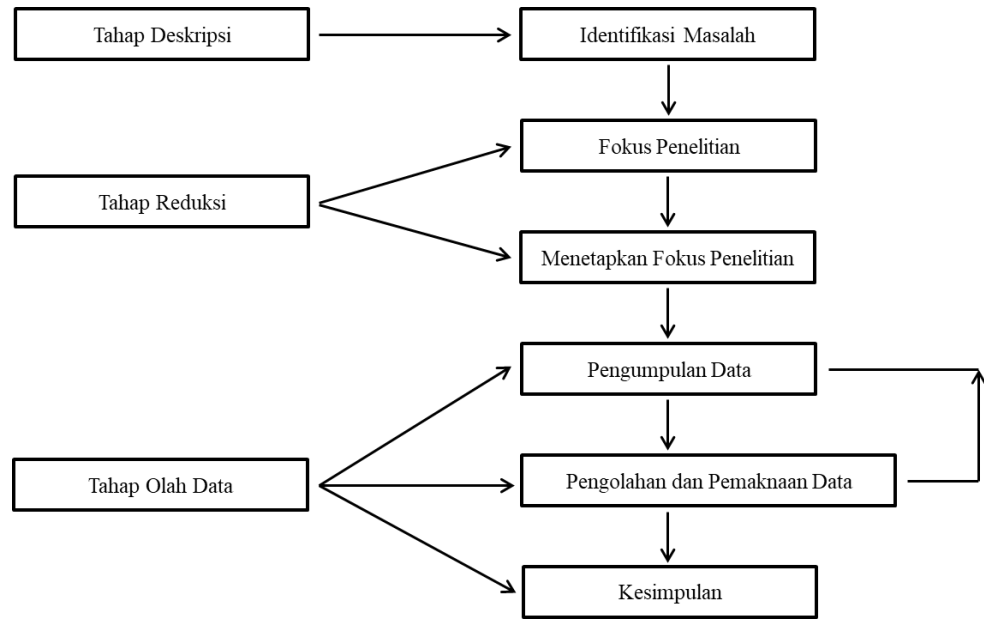 Tahap Deskripsi
Identifikasi Masalah
Fokus Penelitian
Tahap Reduksi
Menetapkan Fokus Penelitian
Pengumpulan Data
Tahap Olah Data
Pengolahan dan Pemaknaan Data
Kesimpulan